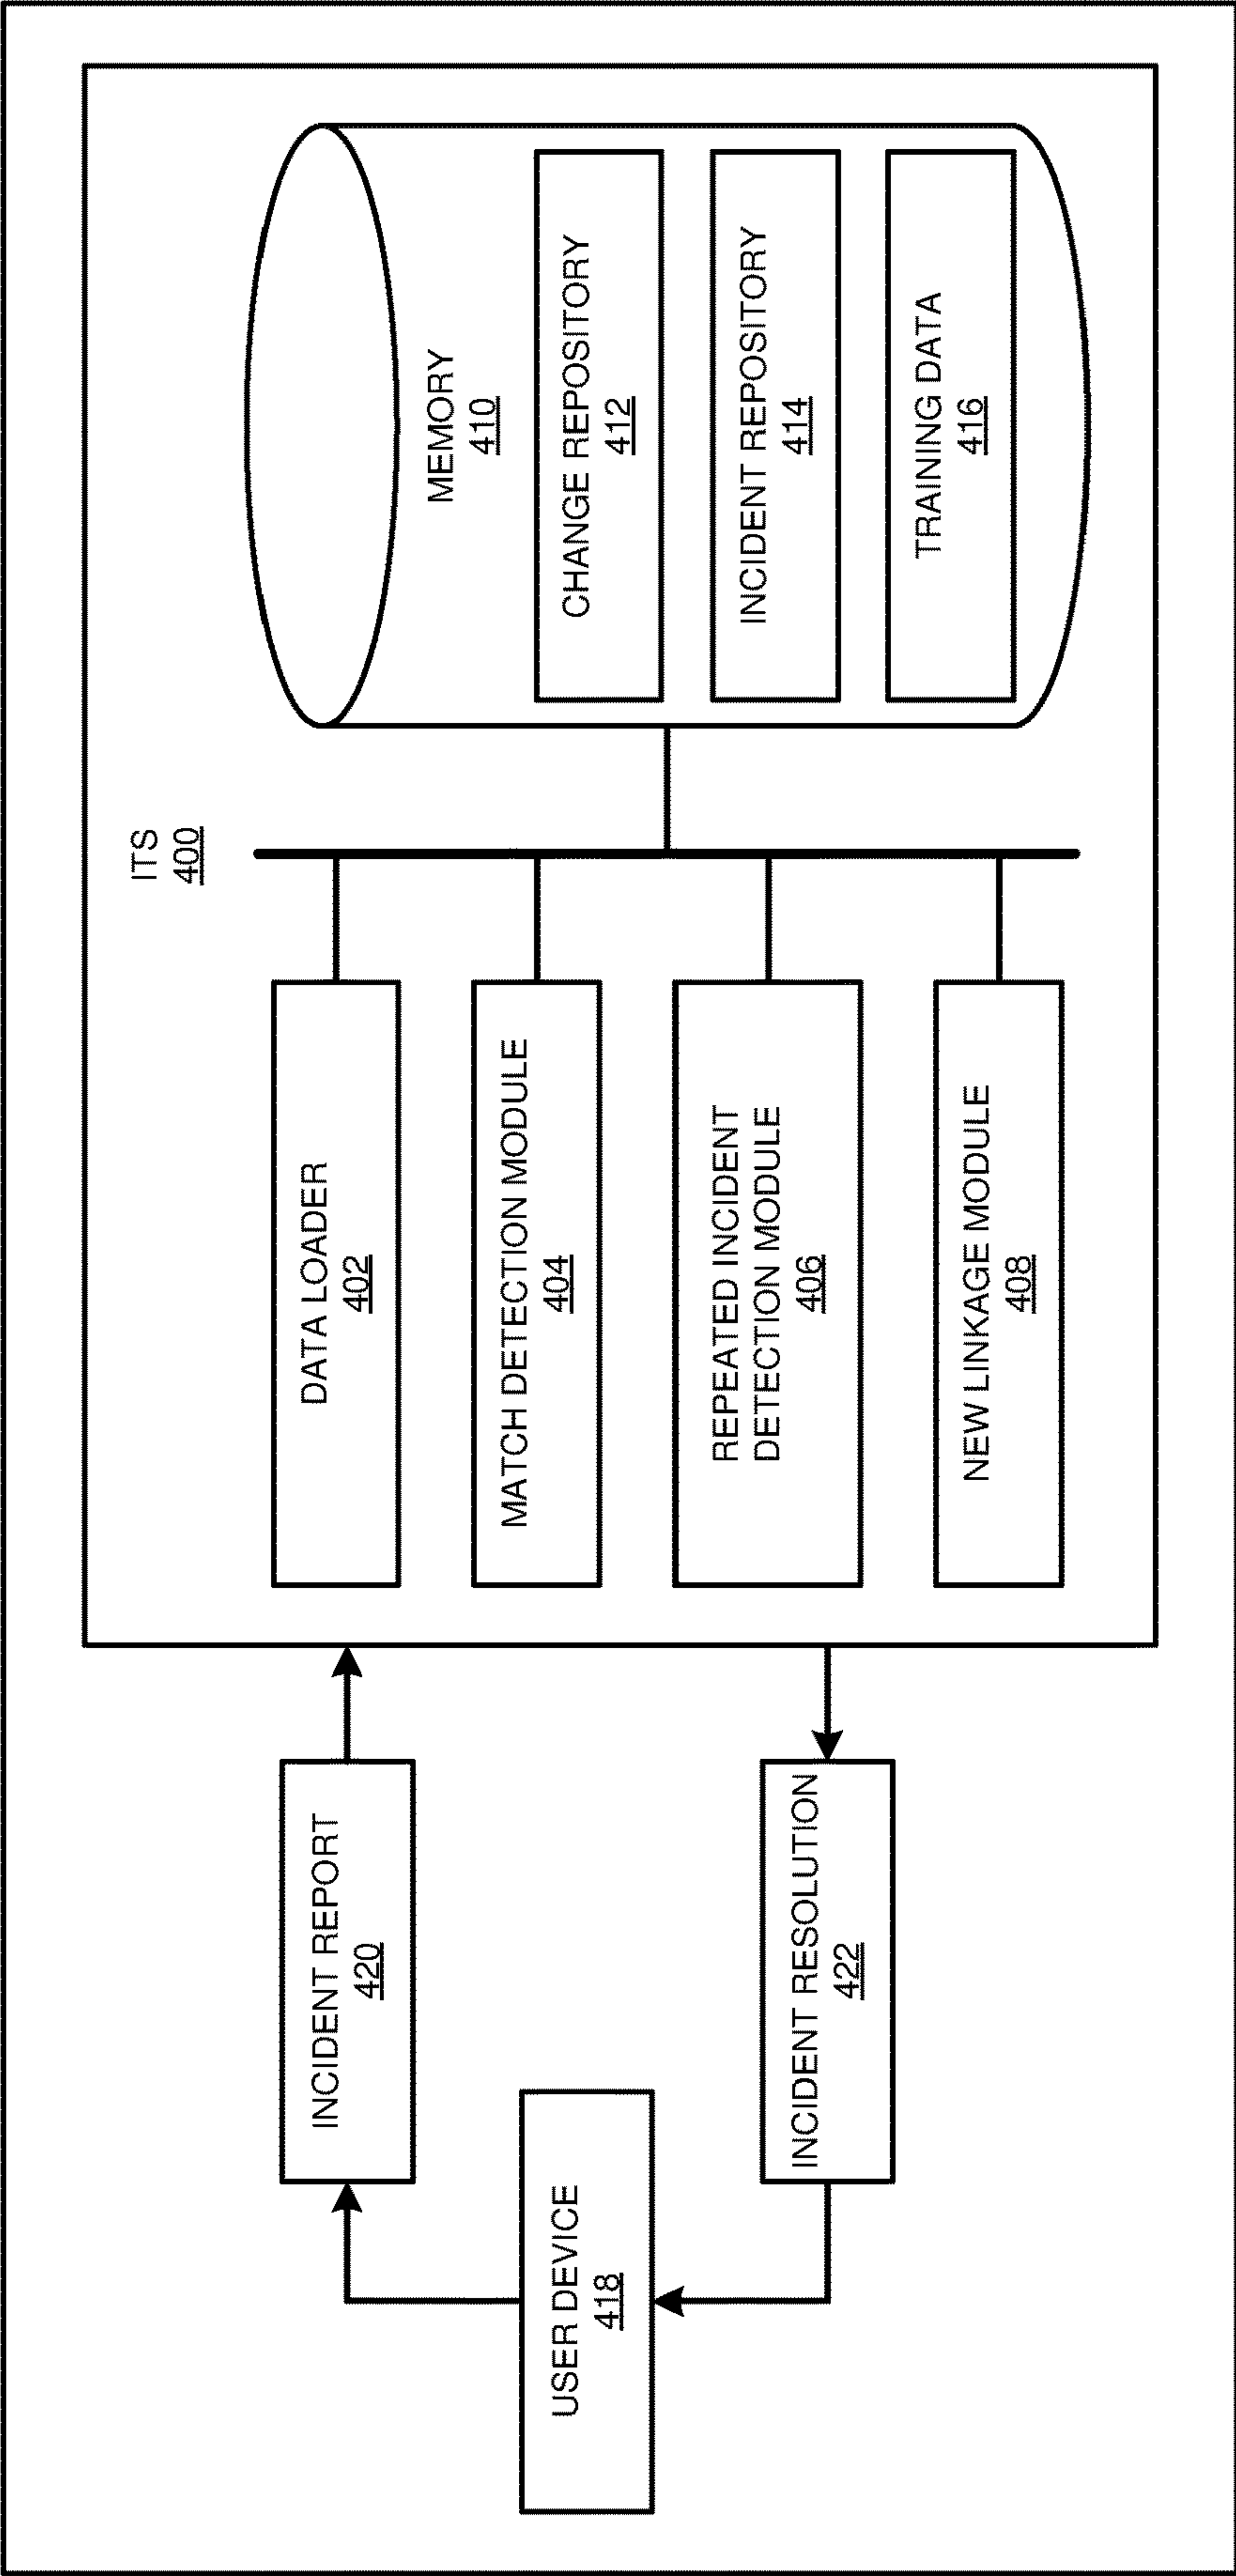 ITS
400
DATA LOADER
402
MATCH DETECTION MODULE
404
REPEATED INCIDENT
DETECTION MODULE
406
NEW LINKAGE MODULE
408
MEMORY
410
CHANGE REPOSITORY
412
INCIDENT REPOSITORY
414
TRAINING DATA
416
USER DEVICE
418
INCIDENT REPORT
420
INCIDENT RESOLUTION
422